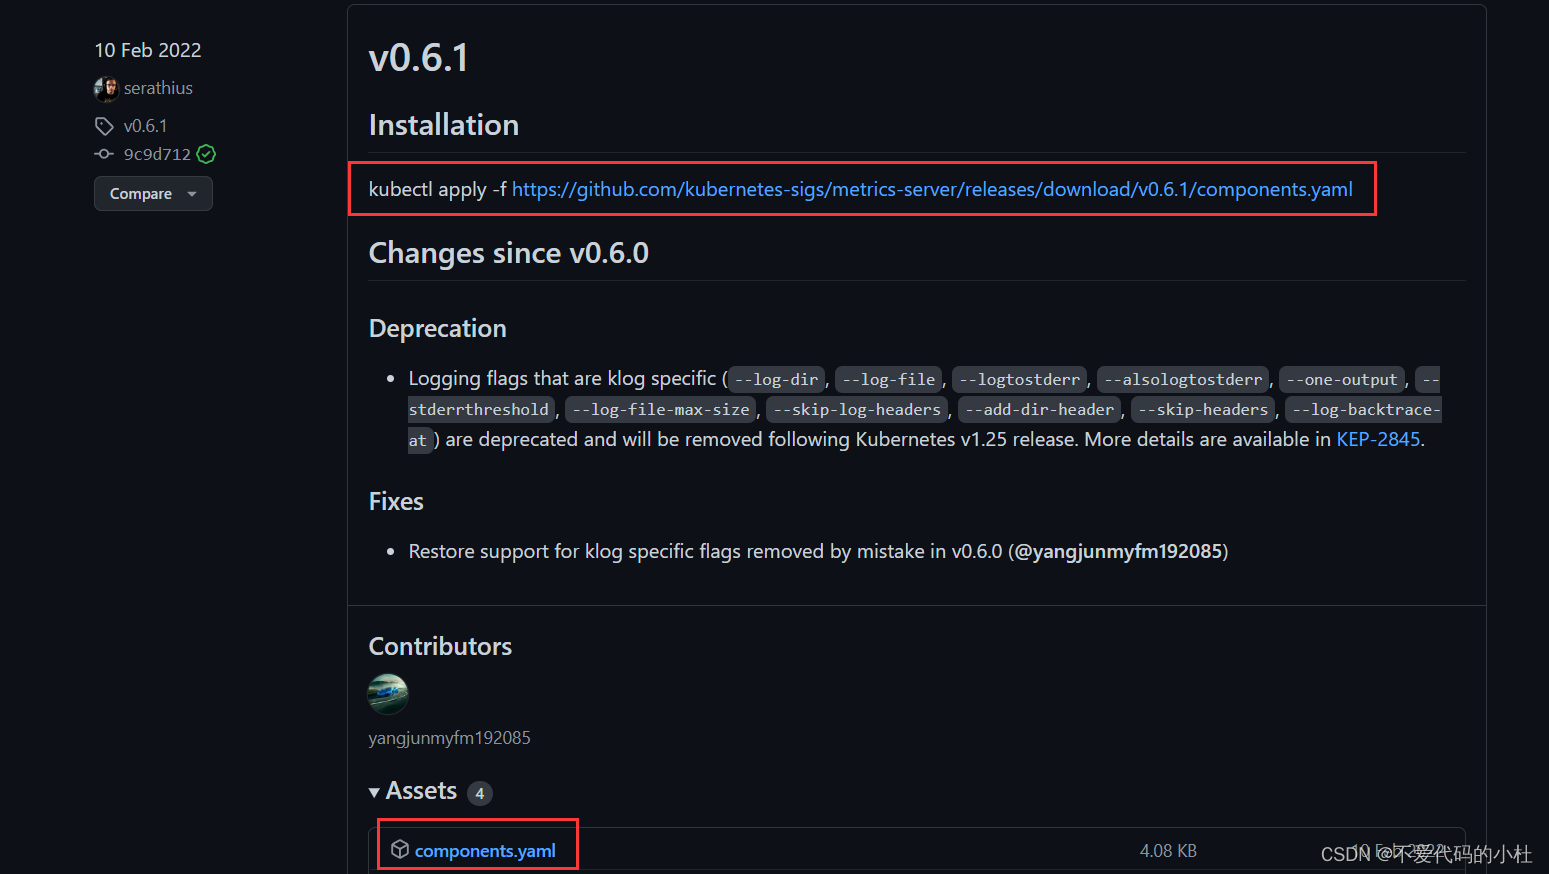 10 Feb 2022
serathius
v0.6.1
9c9d712
Compare
v0.6.1
Installation
kubectl apply -f https://github.com/kubernetes-sigs/metrics-server/releases/download/v0.6.1/components.yaml
Changes since v0.6.0
Deprecation
Logging flags that are klog specific (--log-dir, --log-file, --logtostderr, --alsologtostderr, --one-output, --
stderrthreshold, --log-file-max-size, --skip-log-headers, --add-dir-header, --skip-headers, --log-backtrace-
at) are deprecated and will be removed following Kubernetes v1.25 release. More details are available in KEP-2845.
Fixes
Restore support for klog specific flags removed by mistake in v0.6.0 (@yangjunmyfm192085)
Contributors
yangjunmyfm192085
Assets 4
components.yaml
4.08 KB
10 Feb 2022
CSDN @不爱代码的小杜